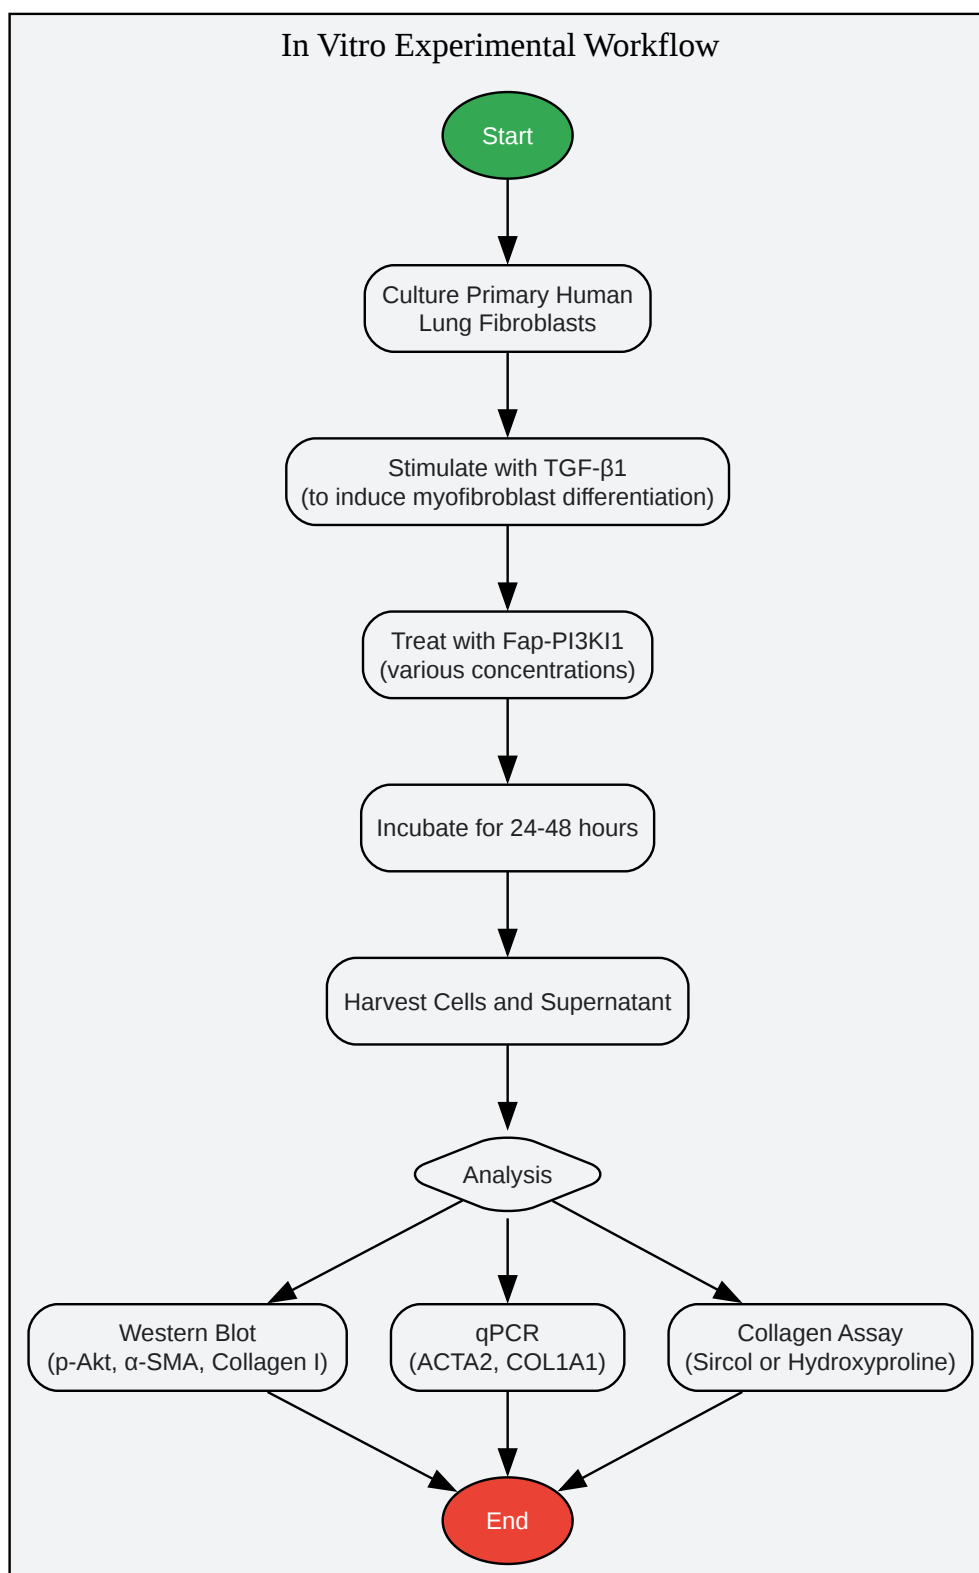 In Vitro Experimental Workflow
Start
Culture Primary Human
Lung Fibroblasts
Stimulate with TGF-β1
(to induce myofibroblast differentiation)
Treat with Fap-PI3KI1
(various concentrations)
Incubate for 24-48 hours
Harvest Cells and Supernatant
Analysis
Western Blot
(p-Akt, α-SMA, Collagen I)
qPCR
(ACTA2, COL1A1)
Collagen Assay
(Sircol or Hydroxyproline)
End